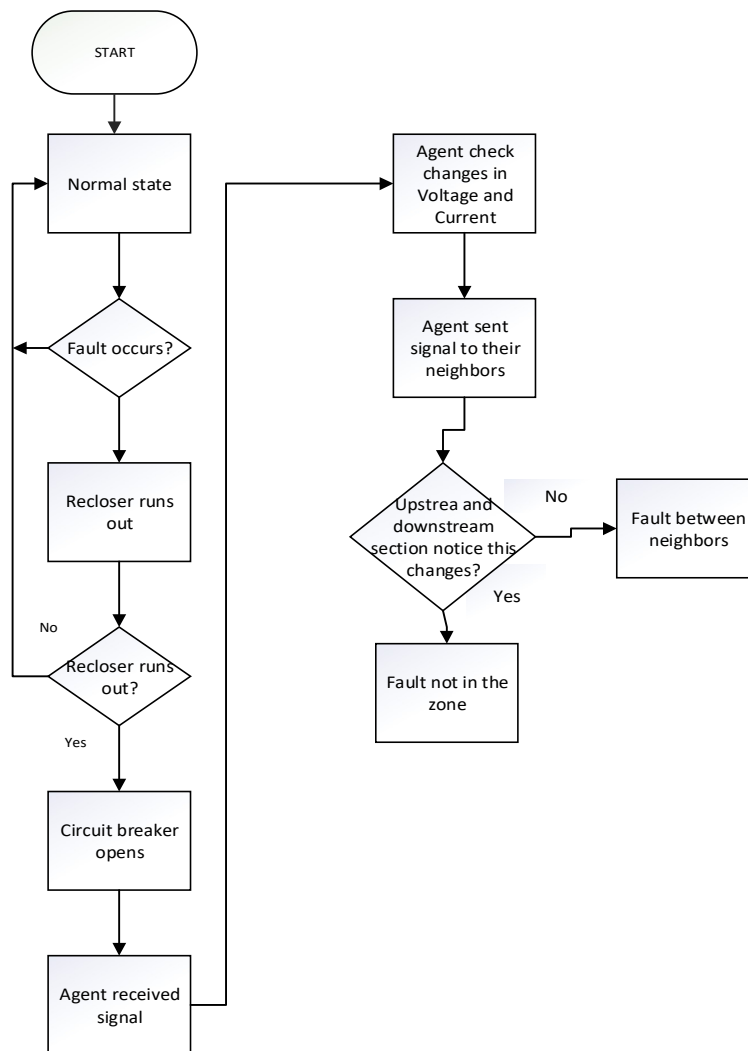 START
Normal state
Fault occurs?
Recloser runs
out
No
Recloser runs
out?
Yes
Circuit breaker
opens
Agent received
signal
Agent check
changes in
Voltage and
Current
Agent sent
signal to their
neighbors
Upstrea and
downstream
section notice this
changes?
No
Fault between
neighbors
Yes
Fault not in the
zone